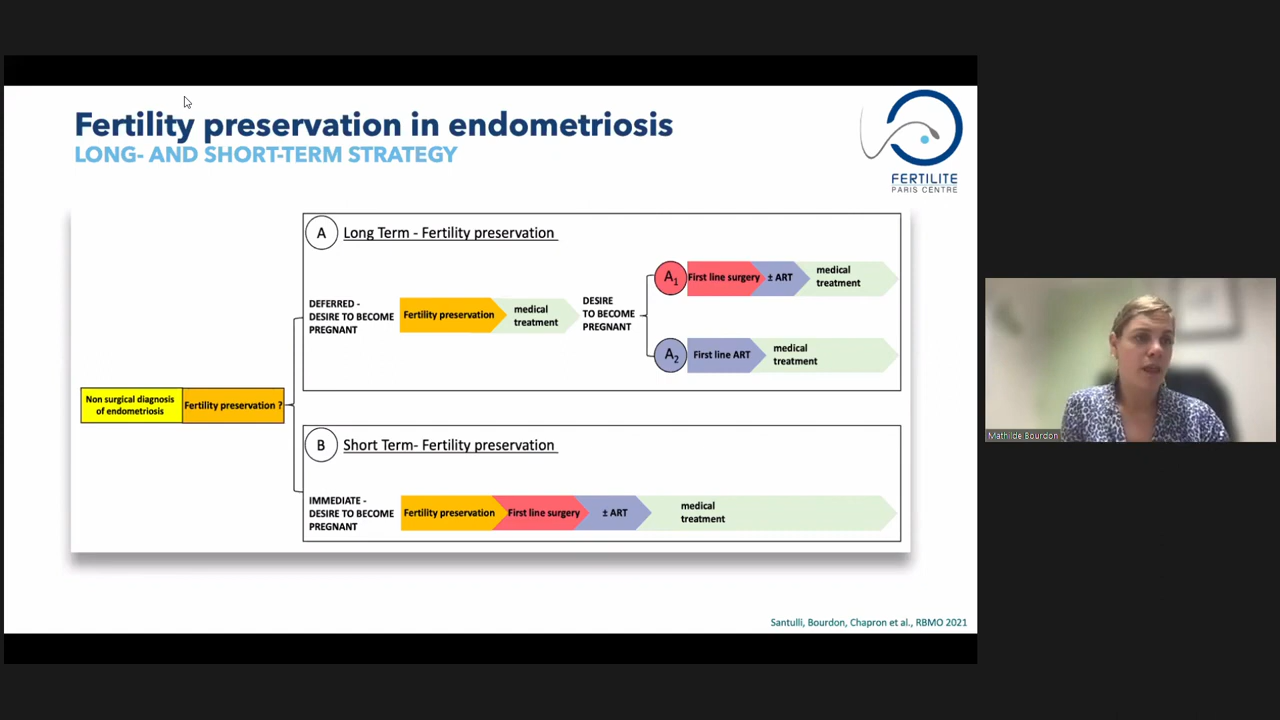 Fertility preservation in endometriosis
LONG- AND SHORT-TERM STRATEGY
FERTILITE
PARIS CENTRE
A
Long Term - Fertility preservation
DEFERRED -
DESIRE TO BECOME
PREGNANT
Fertility preservation
medical
treatment
DESIRE
TO BECOME
PREGNANT
A1
First line surgery
± ART
medical
treatment
A2
First line ART
medical
treatment
Non surgical diagnosis
of endometriosis
Fertility preservation ?
B
Short Term- Fertility preservation
IMMEDIATE -
DESIRE TO BECOME
PREGNANT
Fertility preservation
First line surgery
± ART
medical
treatment
Santulli, Bourdon, Chapron et al., RBMO 2021
Mathilde Bourdon